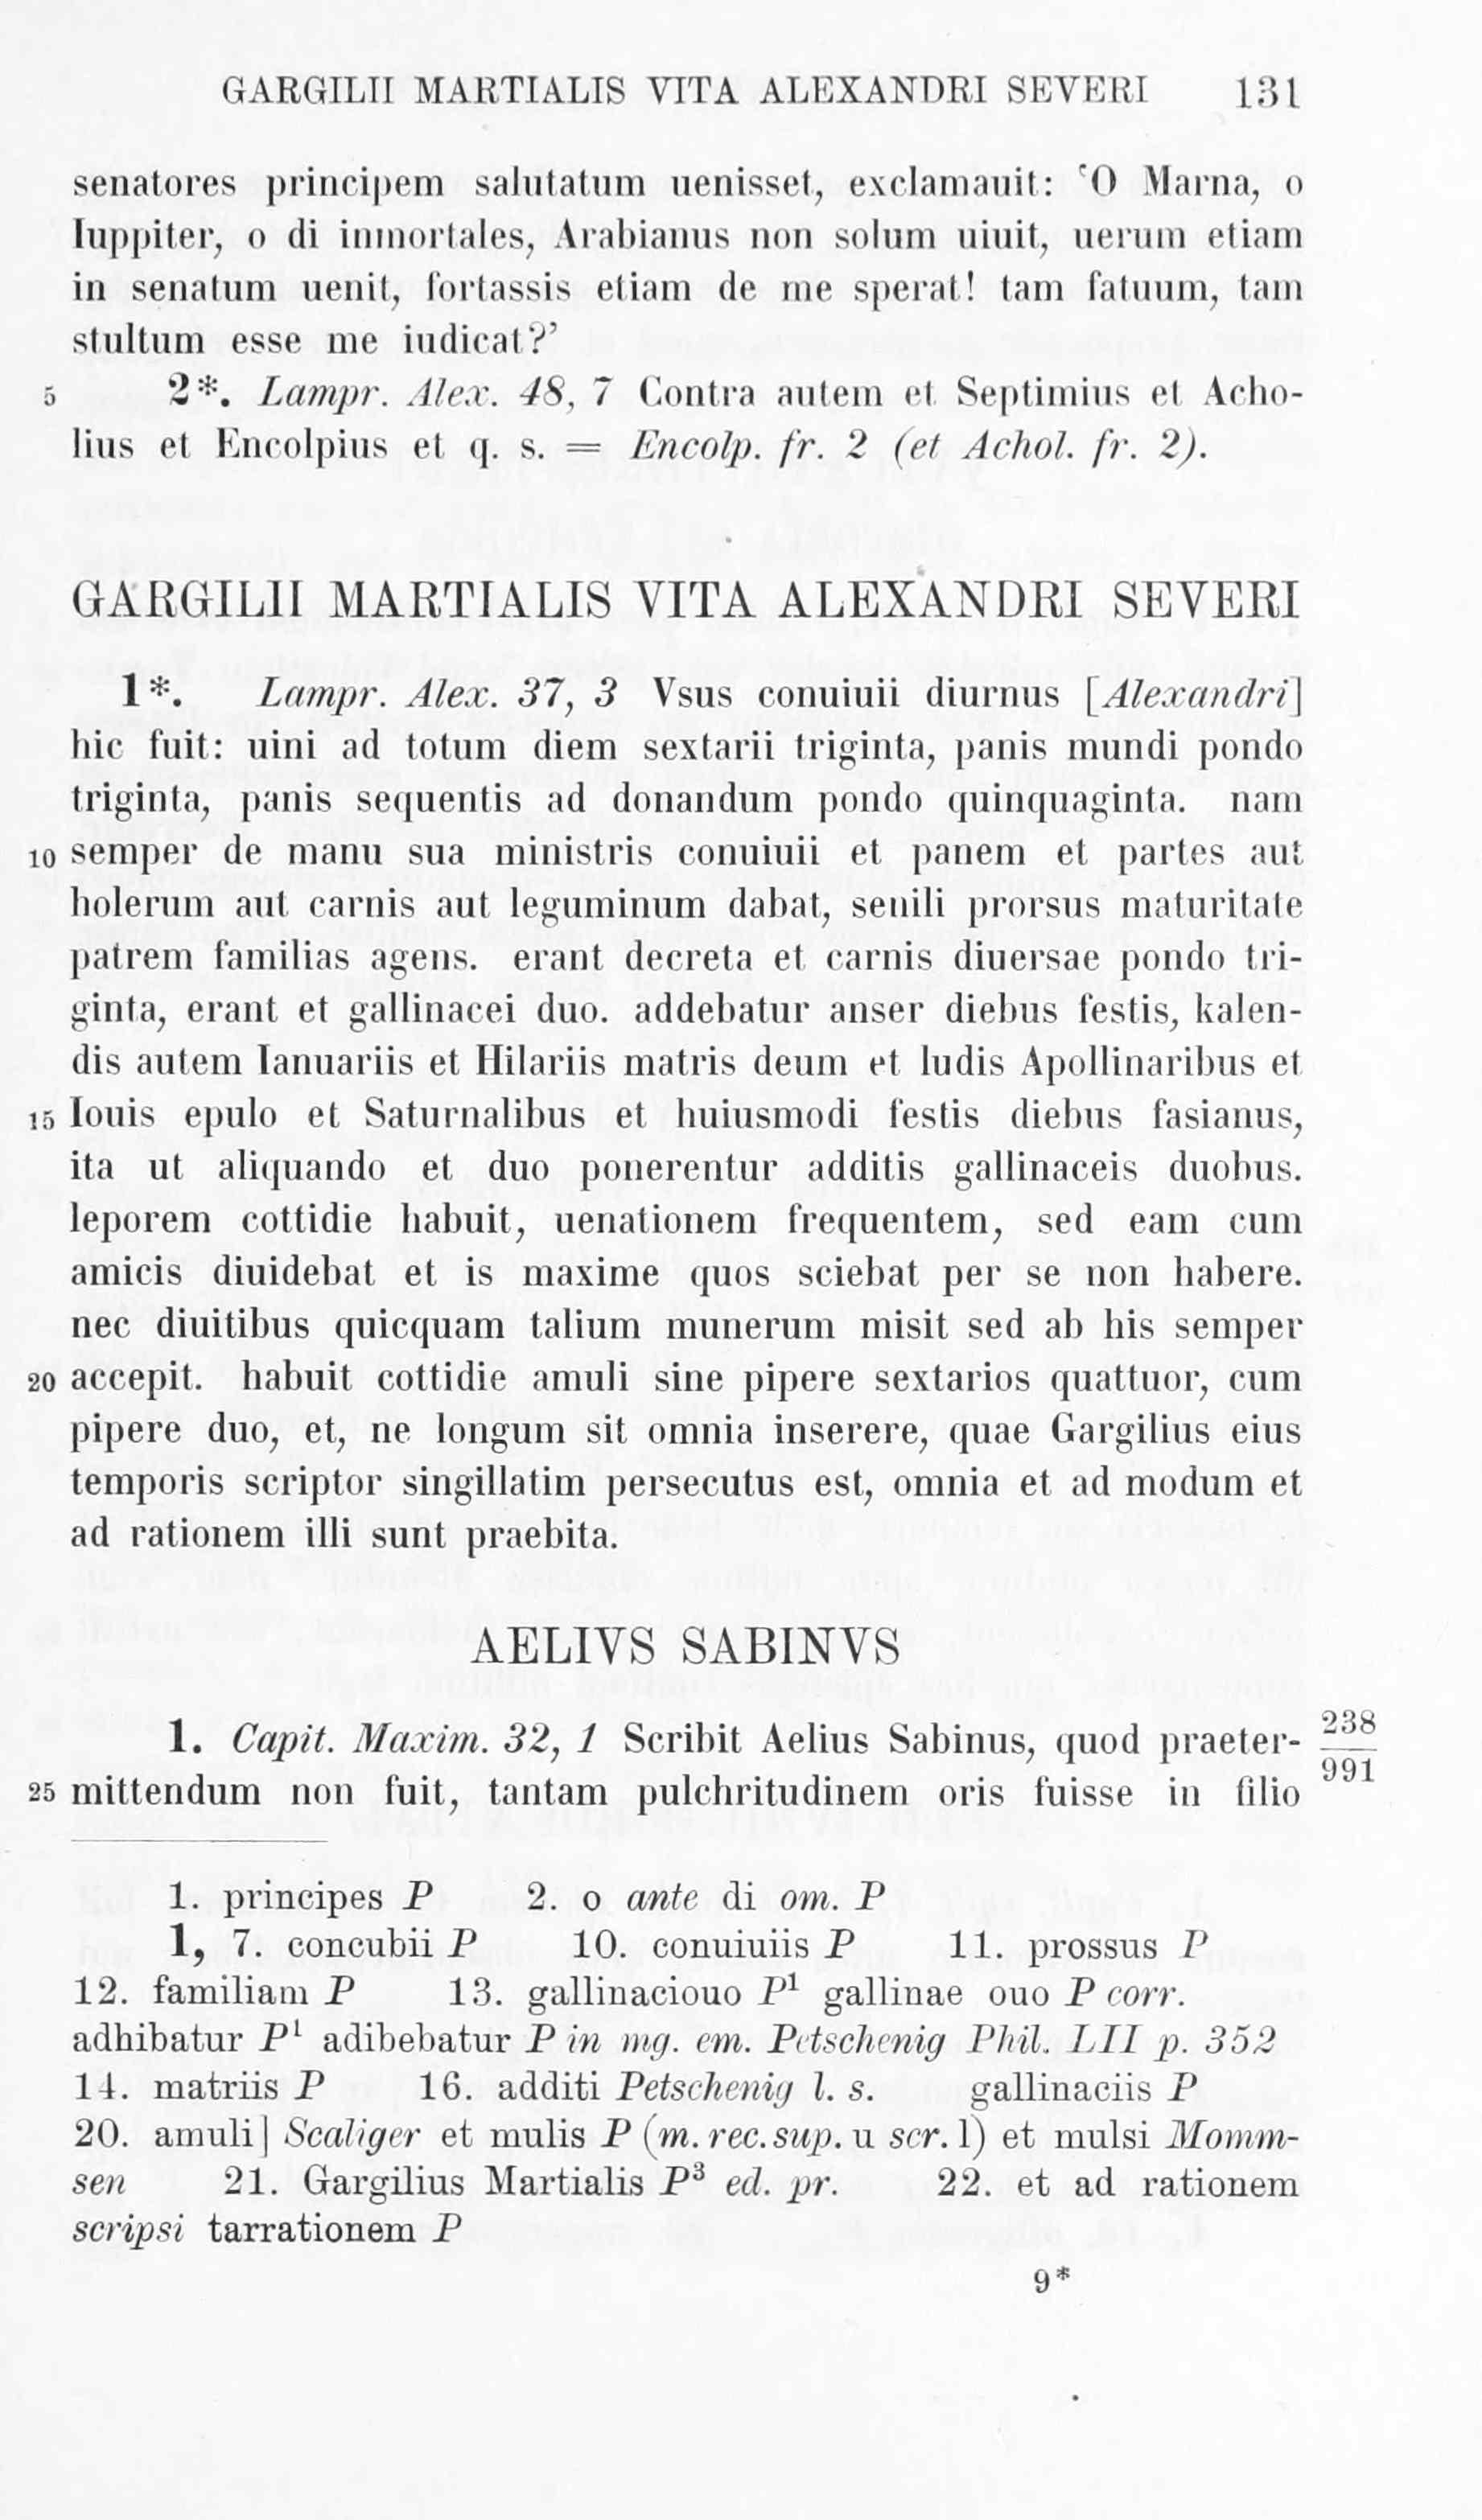 GARGILII MARTIALIS VITA ALEXANDRI SEVERI 131
senatores principem salutatum uenisset, exclamauit: ‘O Marna, o
Iuppiter, o di inmortales, Arabianus non solum uiuit, uerum etiam
in senatum uenit, fortassis etiam de me sperat! tam fatuum, tam
stultum esse me iudicat?’
5 2*. Lampr. Alex. 48, 7 Contra autem et Septimius et Acho-
lius et Encolpius et q. s. = Encolp. fr. 2 (et Achol. fr. 2).
GARGILII MARTIALIS VITA ALEXANDRI SEVERI
1*. Lampr. Alex. 37, 3 Vsus conuiuii diurnus [Alexandri]
hic fuit: uini ad totum diem sextarii triginta, panis mundi pondo
triginta, panis sequentis ad donandum pondo quinquaginta. nam
10 semper de manu sua ministris conuiuii et panem et partes aut
holerum aut carnis aut leguminum dabat, senili prorsus maturitate
patrem familias agens. erant decreta et carnis diuersae pondo tri-
ginta, erant et gallinacei duo. addebatur anser diebus festis, kalen-
dis autem Ianuariis et Hilariis matris deum et ludis Apollinaribus et
15 Iouis epulo et Saturnalibus et huiusmodi festis diebus fasianus,
ita ut aliquando et duo ponerentur additis gallinaceis duobus.
leporem cottidie habuit, uenationem frequentem, sed eam cum
amicis diuidebat et is maxime quos sciebat per se non habere.
nec diuitibus quicquam talium munerum misit sed ab his semper
20 accepit. habuit cottidie amuli sine pipere sextarios quattuor, cum
pipere duo, et, ne longum sit omnia inserere, quae Gargilius eius
temporis scriptor singillatim persecutus est, omnia et ad modum et
ad rationem illi sunt praebita.
AELIVS SABINVS
1. Capit. Maxim. 32, 1 Scribit Aelius Sabinus, quod praeter- 238
25 mittendum non fuit, tantam pulchritudinem oris fuisse in filio 991
1. principes P 2. o ante di om. P
1, 7. concubii P 10. conuiuiis P 11. prossus P
12. familiam P 13. gallinaciouo P¹ gallinae ouo P corr.
adhibatur P¹ adibebatur P in mg. em. Petschenig Phil. LII p. 352
14. matriis P 16. additi Petschenig l. s. gallinaciis P
20. amuli] Scaliger et mulis P (m. rec. sup. u scr. l) et mulsi Momm-
sen 21. Gargilius Martialis P³ ed. pr. 22. et ad rationem
scripsi tarrationem P
9*